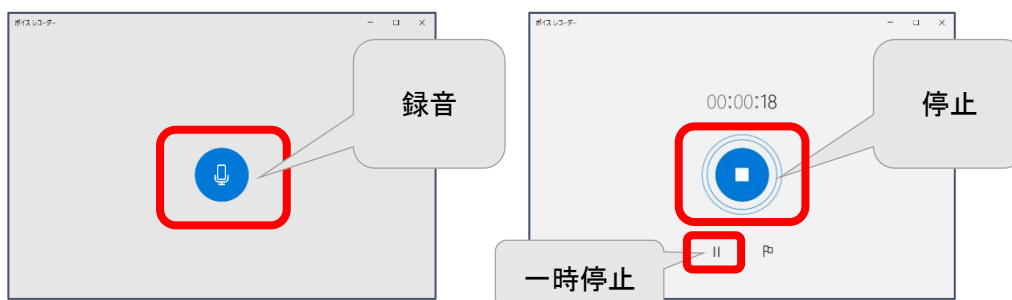 ボイス レコーダー
録音
ボイス レコーダー
00:00:18
停止
一時停止